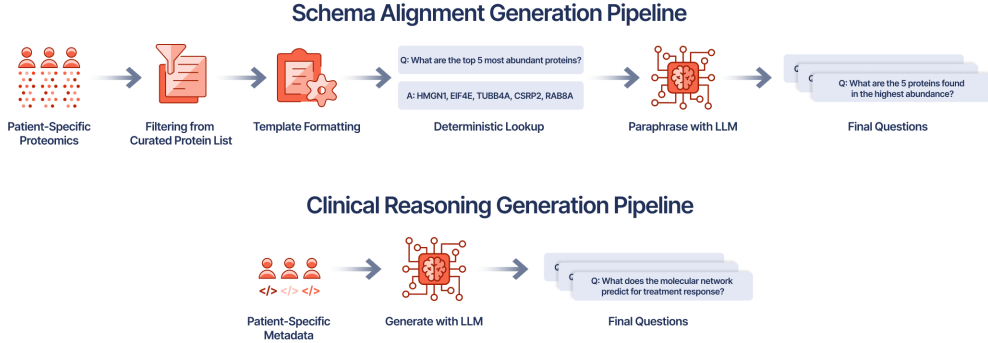 Schema Alignment Generation Pipeline
Q: What are the top 5 most abundant proteins?
A: HMGN1, EIF4E, TUBB4A, CSRP2, RAB8A
Q: What are the 5 proteins found
in the highest abundance?
Patient-Specific
Proteomics
Filtering from
Curated Protein List
Template Formatting
Deterministic Lookup
Paraphrase with LLM
Final Questions
Clinical Reasoning Generation Pipeline
</> </> </>
Q: What does the molecular network
predict for treatment response?
Patient-Specific
Metadata
Generate with LLM
Final Questions